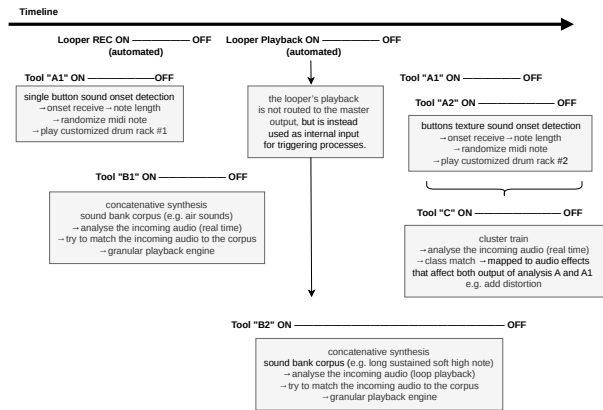 Timeline
Looper REC ON ——————— OFF
(automated)
Looper Playback ON ——————— OFF
(automated)
Tool "A1" ON ————————OFF
single button sound onset detection
→onset receive→note length
→randomize midi note
→play customized drum rack #1
the looper's playback
is not routed to the master
output, but is instead
used as internal input
for triggering processes.
Tool "A1" ON ———————— OFF
Tool "A2" ON ——————— OFF
buttons texture sound onset detection
→onset receive→note length
→randomize midi note
→play customized drum rack #2
Tool "B1" ON ——————— OFF
concatenative synthesis
sound bank corpus (e.g. air sounds)
→analyse the incoming audio (real time)
→try to match the incoming audio to the corpus
→granular playback engine
Tool "C" ON ————————— OFF
cluster train
→analyse the incoming audio (real time)
→class match →mapped to audio effects
that affect both output of analysis A and A1
e.g. add distortion
Tool "B2" ON ——————————————————— OFF
concatenative synthesis
sound bank corpus (e.g. long sustained soft high note)
→analyse the incoming audio (loop playback)
→try to match the incoming audio to the corpus
→granular playback engine